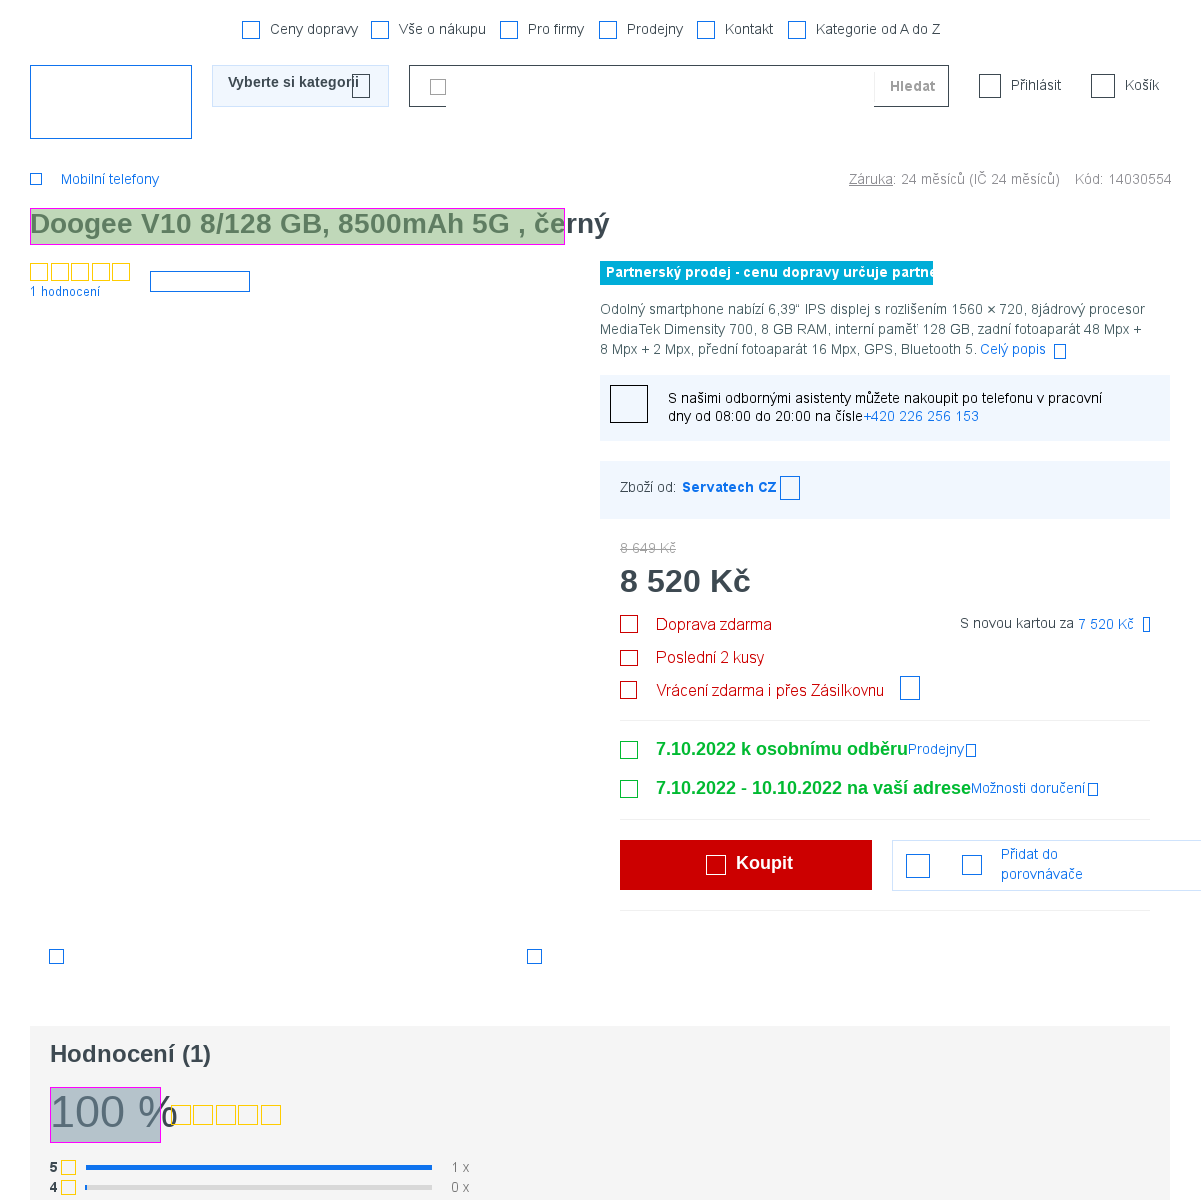 Ceny dopravy Vše o nákupu Pro firmy Prodejny Kontakt Kategorie od A do Z
Vyberte si kategorii Hledat Přihlásit Košík
Mobilní telefony Záruka: 24 měsíců (IČ 24 měsíců) Kód: 14030554
Doogee V10 8/128 GB, 8500mAh 5G , černý
1 hodnocení
Partnerský prodej - cenu dopravy určuje
Odolný smartphone nabízí 6,39“ IPS displej s rozlišením 1560 × 720, 8jádrový procesor
MediaTek Dimensity 700, 8 GB RAM, interní paměť 128 GB, zadní fotoaparát 48 Mpx +
8 Mpx + 2 Mpx, přední fotoaparát 16 Mpx, GPS, Bluetooth 5. Celý popis
S našimi odbornými asistenty můžete nakoupit po telefonu v pracovní
dny od 08:00 do 20:00 na čísle+420 226 256 153
Zboží od: Servatech CZ
8 649 Kč
8 520 Kč
Doprava zdarma S novou kartou za 7 520 Kč
Poslední 2 kusy
Vrácení zdarma i přes Zásilkovnu
7.10.2022 k osobnímu odběruProdejny
7.10.2022 - 10.10.2022 na vaší adreseMožnosti doručení
Koupit
Přidat do
porovnávače
Hodnocení (1)
100 %
5 1 x
4 0 x